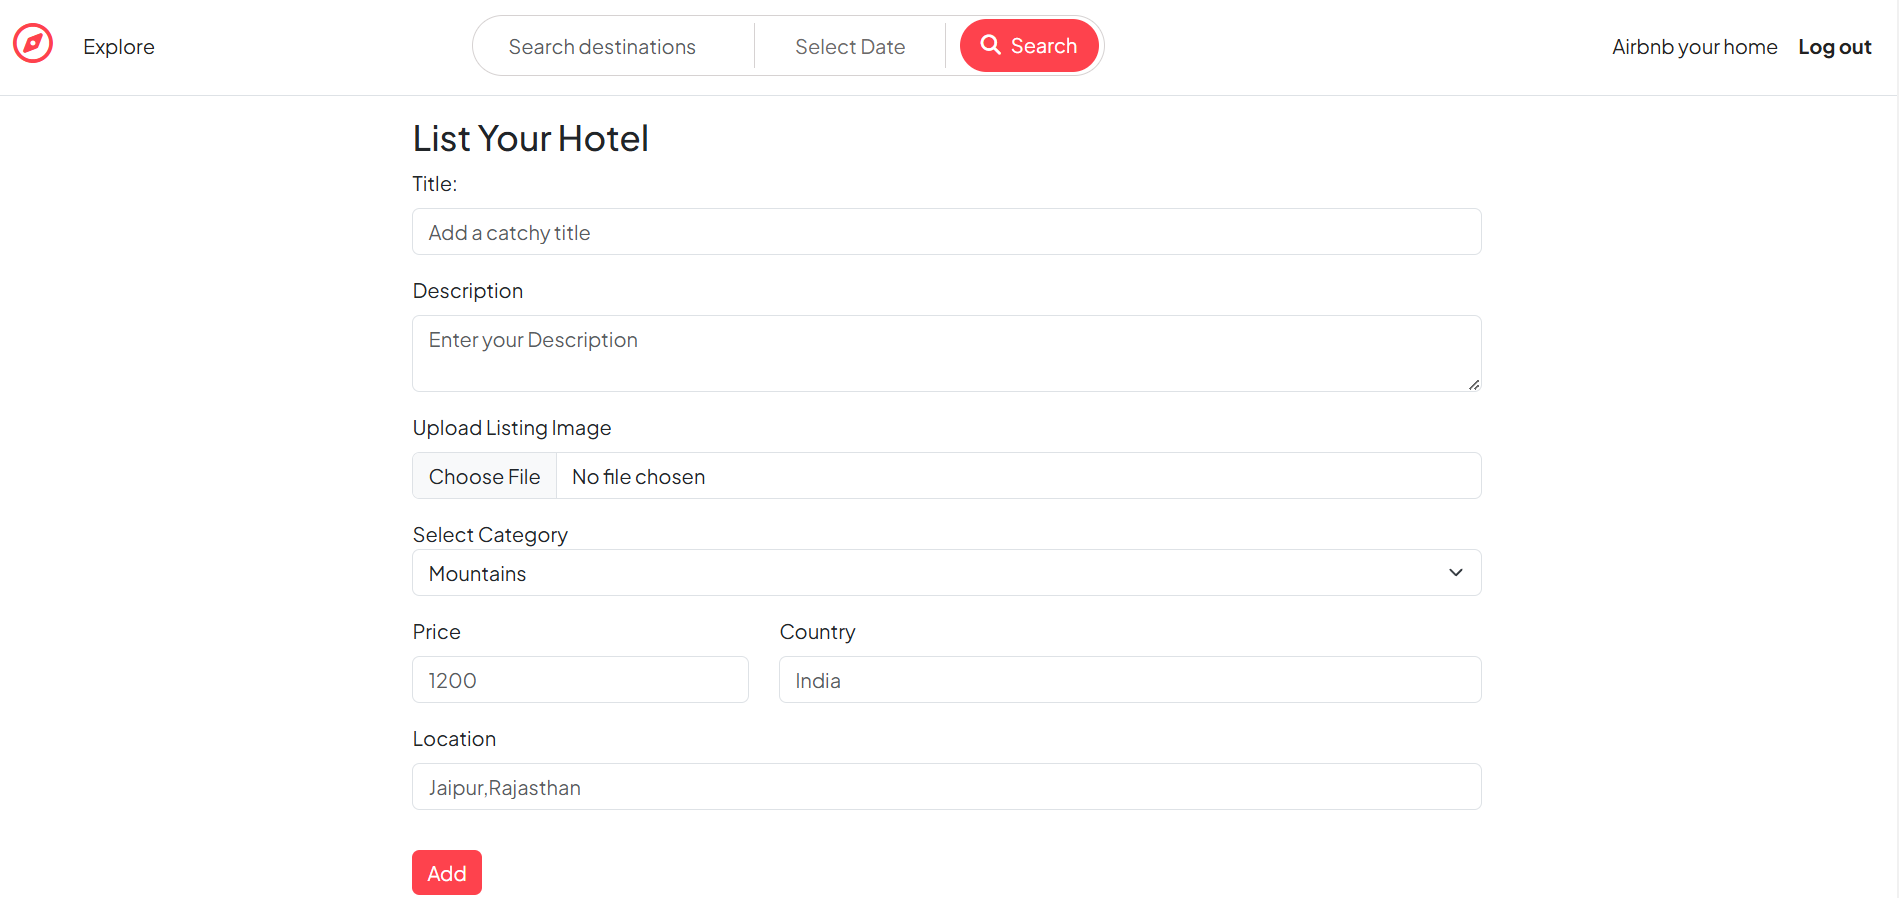 Explore Search destinations Select Date Search Airbnb your home Log out
List Your Hotel
Title:
Add a catchy title
Description
Enter your Description
Upload Listing Image
Choose File No file chosen
Select Category
Mountains
Price Country
1200 India
Location
Jaipur,Rajasthan
Add